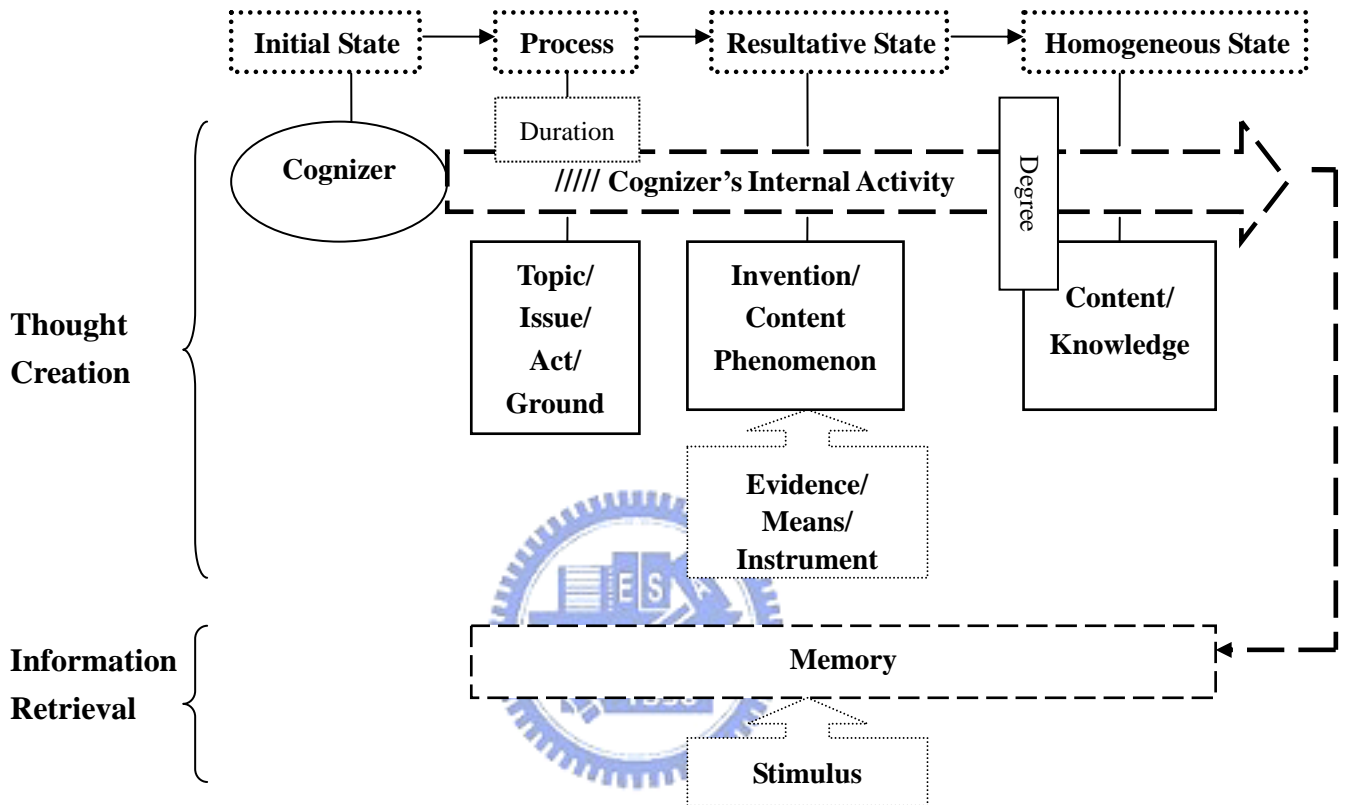 Initial State
Process
Resultative State
Homogeneous State
Duration
Cognizer
///// Cognizer’s Internal Activity
Degree
Topic/
Issue/
Act/
Ground
Invention/
Content
Phenomenon
Content/
Knowledge
Thought
Creation
Evidence/
Means/
Instrument
E S A
Information
Retrieval
Memory
Stimulus